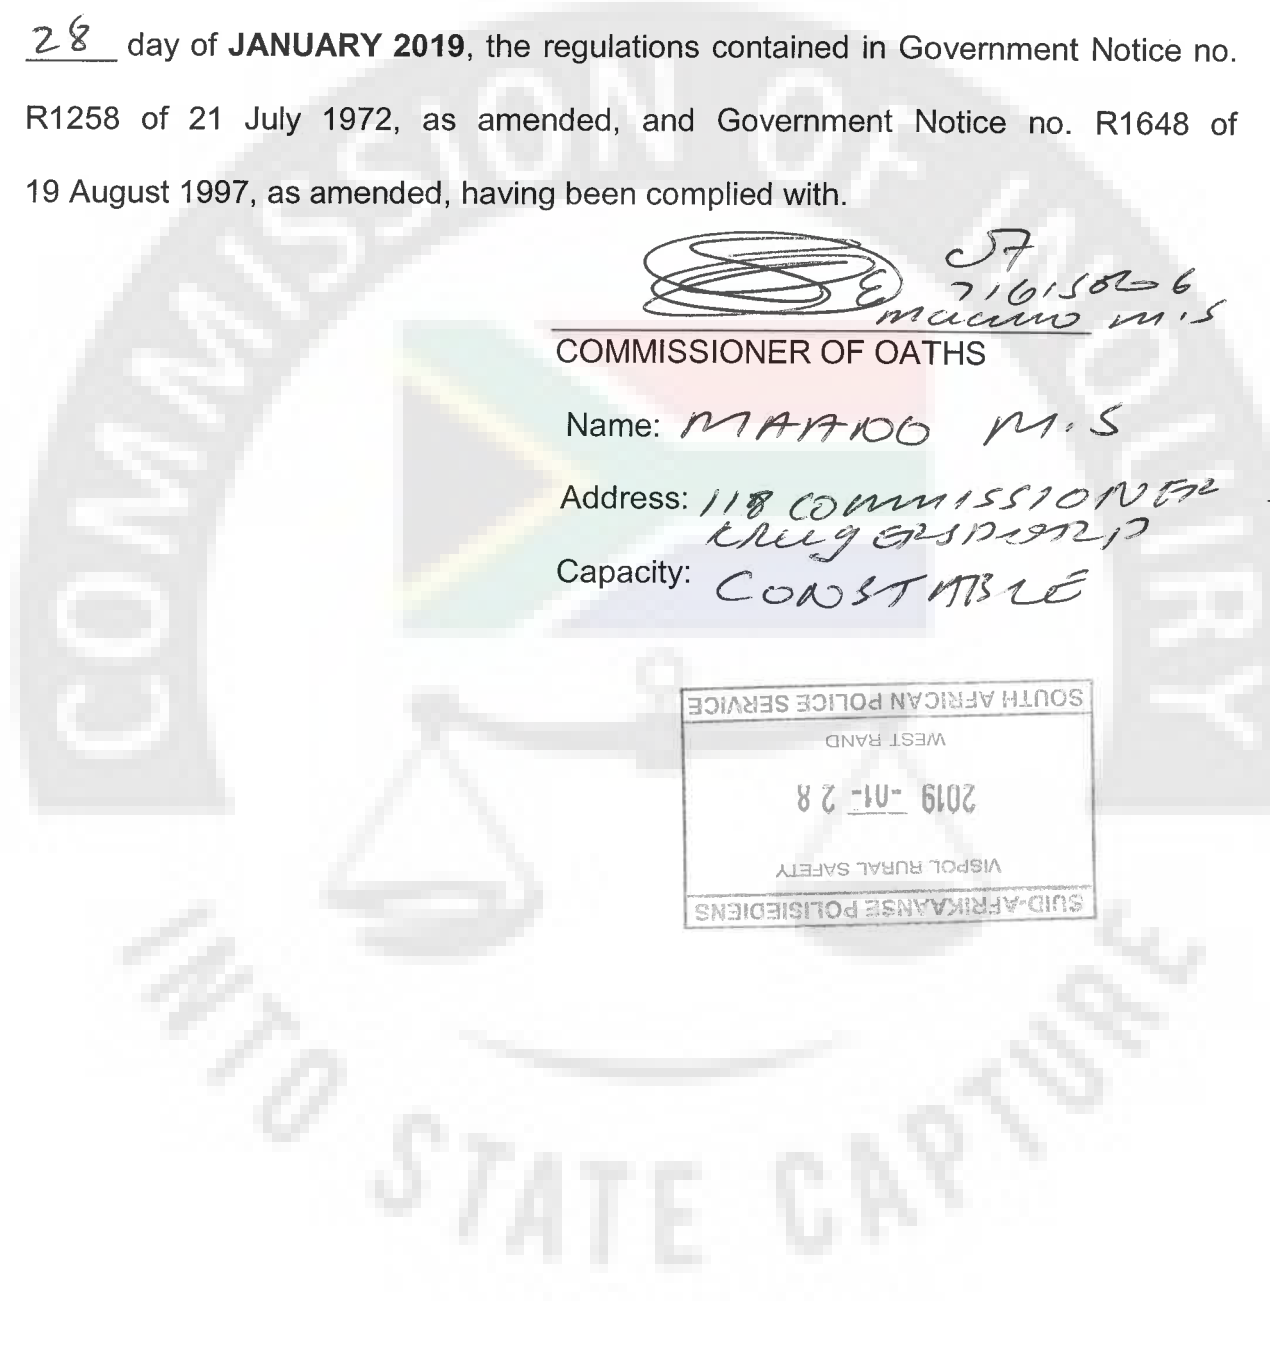 28 day of JANUARY 2019, the regulations contained in Government Notice no.
R1258 of 21 July 1972, as amended, and Government Notice no. R1648 of
19 August 1997, as amended, having been complied with.
M.S
COMMISSIONER OF OATHS
Name: M.S
Address: 118 COMMISSIONER
KRUGERSDORP
Capacity: CONSTABLE
SOUTH AFRICAN POLICE SERVICE
WEST RAND
2019 -01- 28
VISPOL RURAL SAFETY
SUID-AFRIKAANSE POLISIEDIENS
COMMISSION OF INQUIRY
INTO STATE CAPTURE